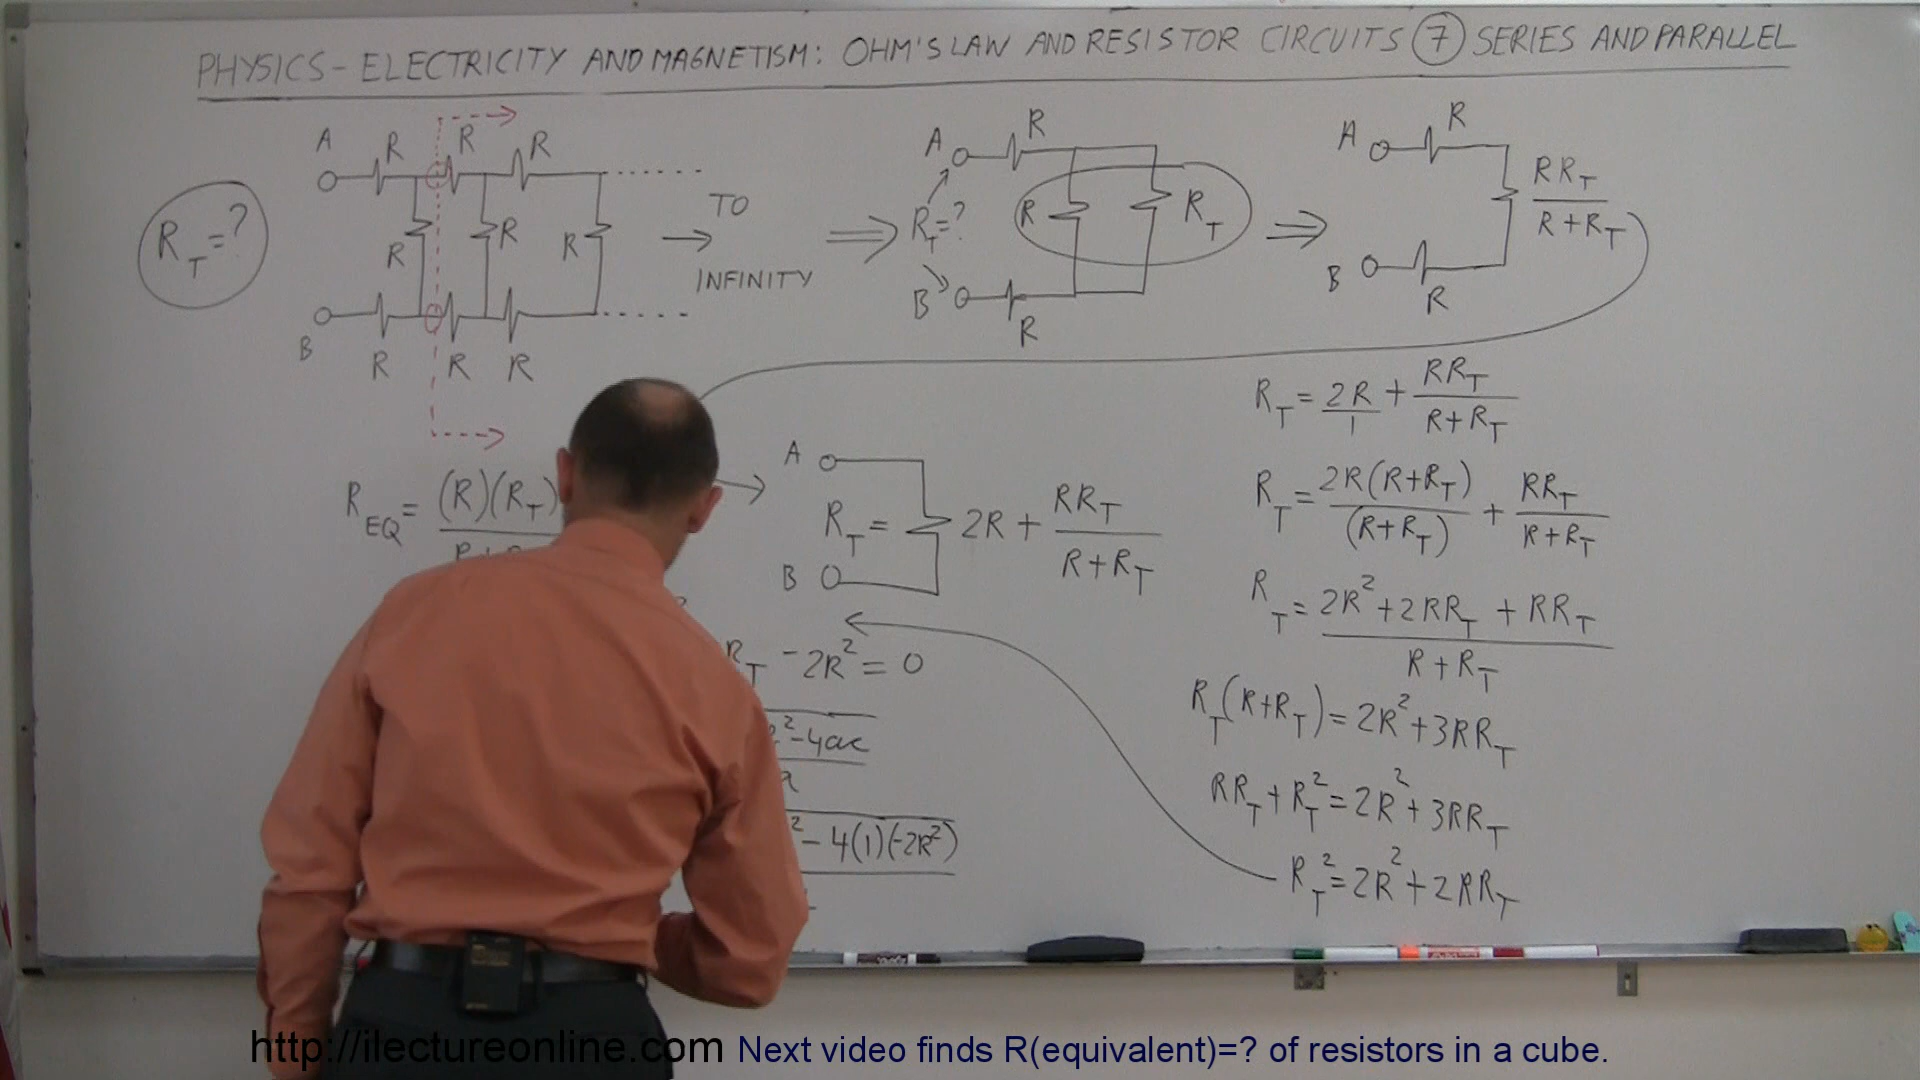 PHYSICS - ELECTRICITY AND MAGNETISM: OHM'S LAW AND RESISTOR CIRCUITS (7) SERIES AND PARALLEL
A R R R
R_T = ?
R R R
TO
→
INFINITY
B R R R
⇒
A R
R_T = ?
R R_T
B R
⇒
A R
RR_T / (R + R_T)
B R
R_EQ = (R)(R_T)
A
R_T = 2R + RR_T / (R + R_T)
B
R_T - 2R² = 0
² - 4ac
² - 4(1)(-2R²)
R_T = 2R/1 + RR_T / (R + R_T)
R_T = 2R(R + R_T) / (R + R_T) + RR_T / (R + R_T)
R_T = (2R² + 2RR_T + RR_T) / (R + R_T)
R_T(R + R_T) = 2R² + 3RR_T
RR_T + R_T² = 2R² + 3RR_T
R_T² = 2R² + 2RR_T
http://ilectureonline.com Next video finds R(equivalent)=? of resistors in a cube.